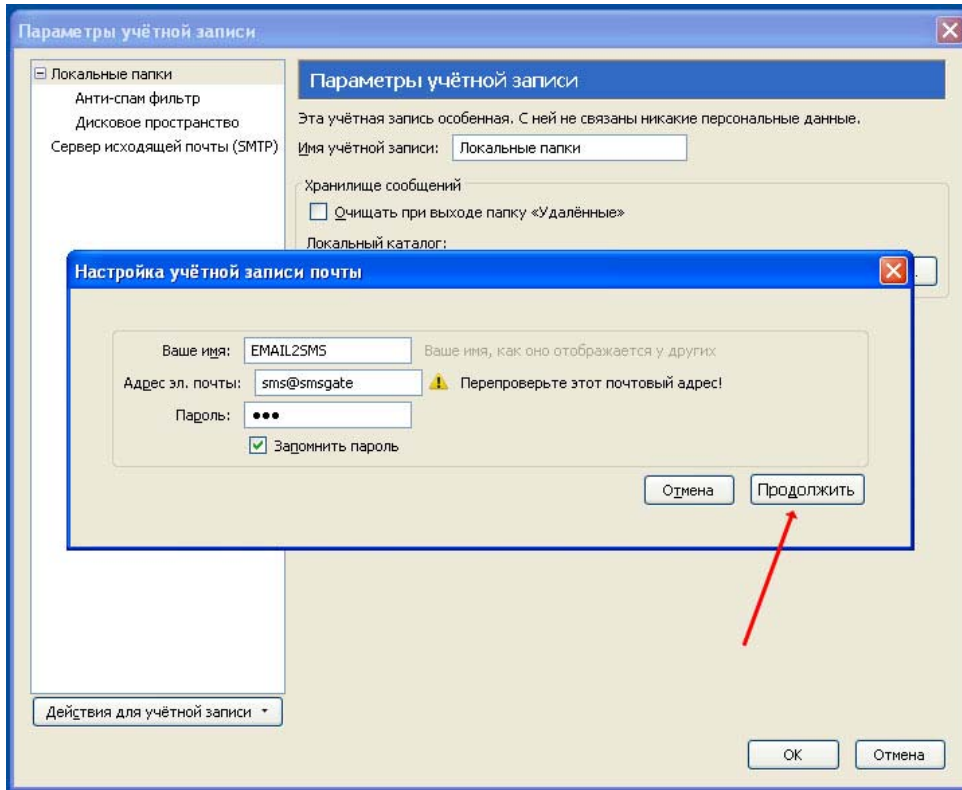 Параметры учётной записи
Локальные папки
Анти-спам фильтр
Дисковое пространство
Сервер исходящей почты (SMTP)
Параметры учётной записи
Эта учётная запись особенная. С ней не связаны никакие персональные данные.
Имя учётной записи: Локальные папки
Хранилище сообщений
Очищать при выходе папку «Удалённые»
Локальный каталог:
Настройка учётной записи почты
Ваше имя: EMAIL2SMS Ваше имя, как оно отображается у других
Адрес эл. почты: sms@smsgate Перепроверьте этот почтовый адрес!
Пароль: •••
Запомнить пароль
Отмена Продолжить
Действия для учётной записи
OK Отмена